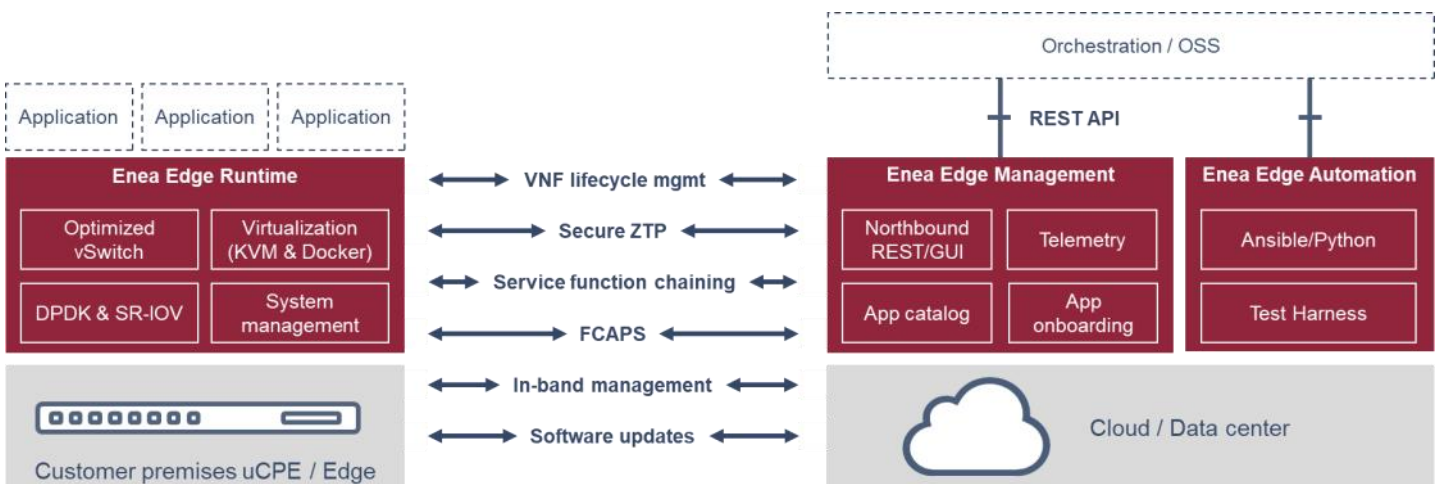 Orchestration / OSS
Application
Application
Application
REST API
Enea Edge Runtime
Optimized
vSwitch
Virtualization
(KVM & Docker)
DPDK & SR-IOV
System
management
VNF lifecycle mgmt
Secure ZTP
Service function chaining
FCAPS
In-band management
Software updates
Enea Edge Management
Northbound
REST/GUI
Telemetry
App catalog
App
onboarding
Enea Edge Automation
Ansible/Python
Test Harness
Customer premises uCPE / Edge
Cloud / Data center